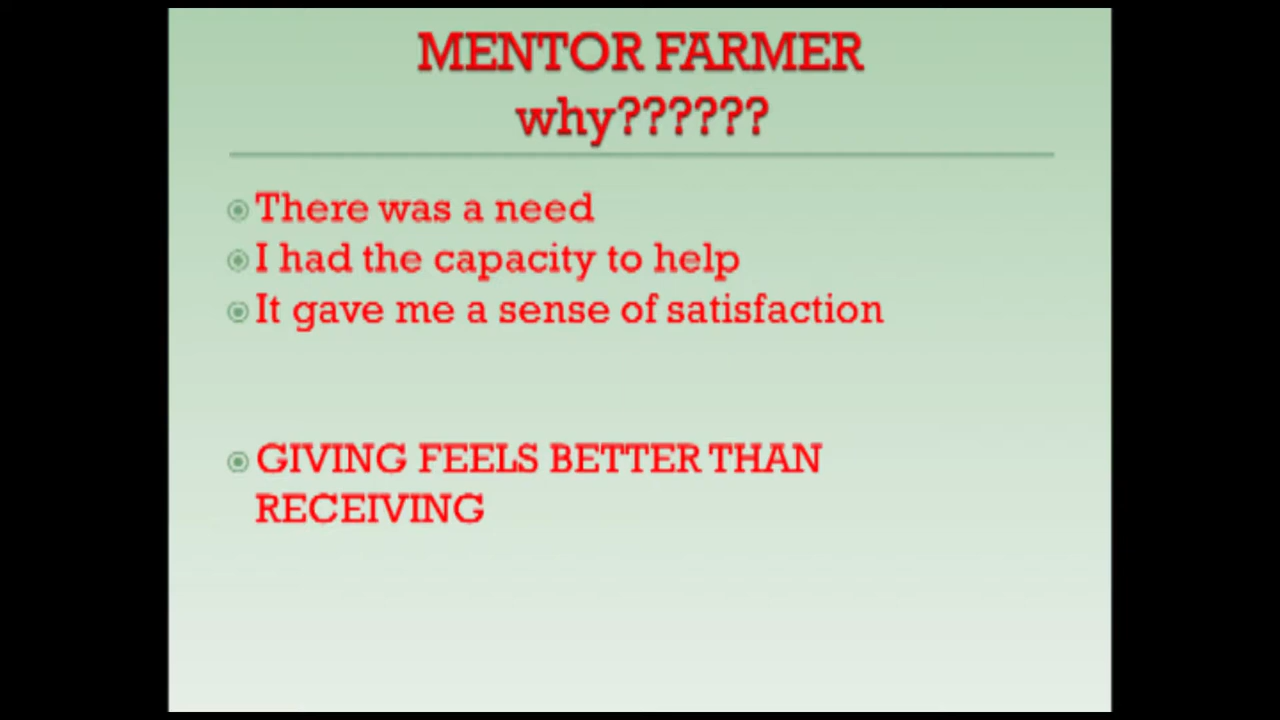 MENTOR FARMER
why??????
There was a need
I had the capacity to help
It gave me a sense of satisfaction
GIVING FEELS BETTER THAN
RECEIVING